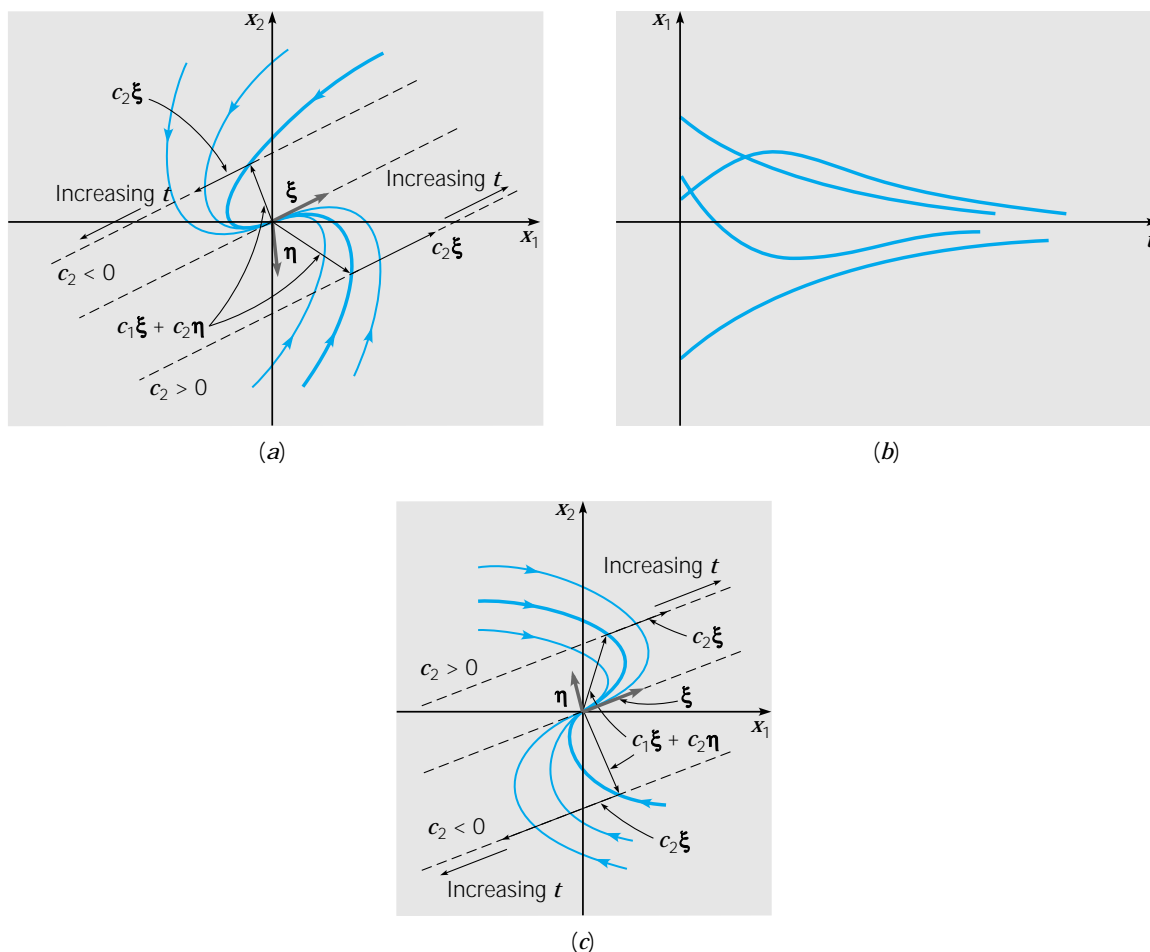 x₂
c₂ξ
Increasing t
ξ
Increasing t
x₁
η
c₂ξ
c₂ < 0
c₁ξ + c₂η
c₂ > 0
(a)
x₁
t
(b)
x₂
Increasing t
c₂ξ
c₂ > 0
η
ξ
x₁
c₁ξ + c₂η
c₂ < 0
c₂ξ
Increasing t
(c)